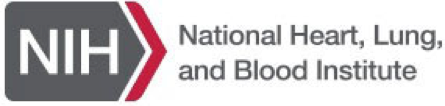 NIH
National Heart, Lung,
and Blood Institute